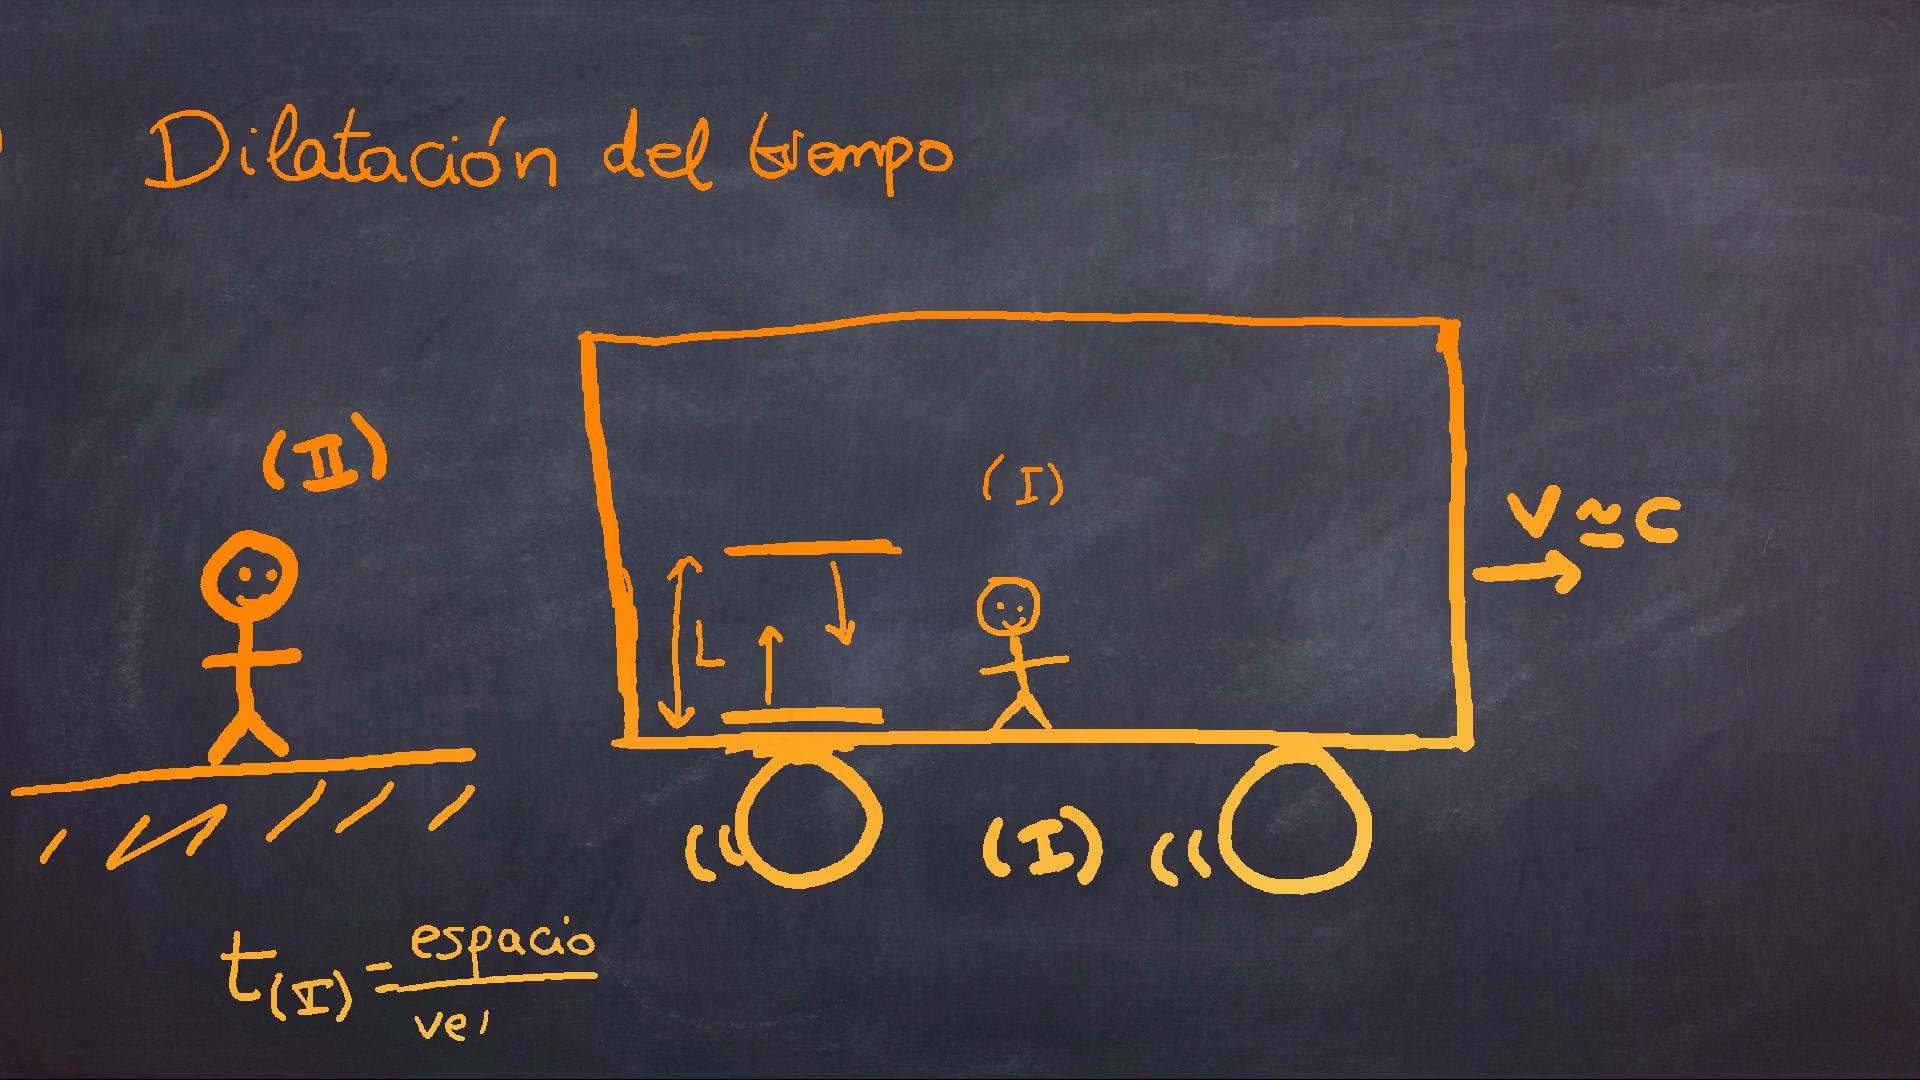 Dilatación del tiempo
(II)
(I)
V ≃ C
L
(I)
t(I) = espacio
vel